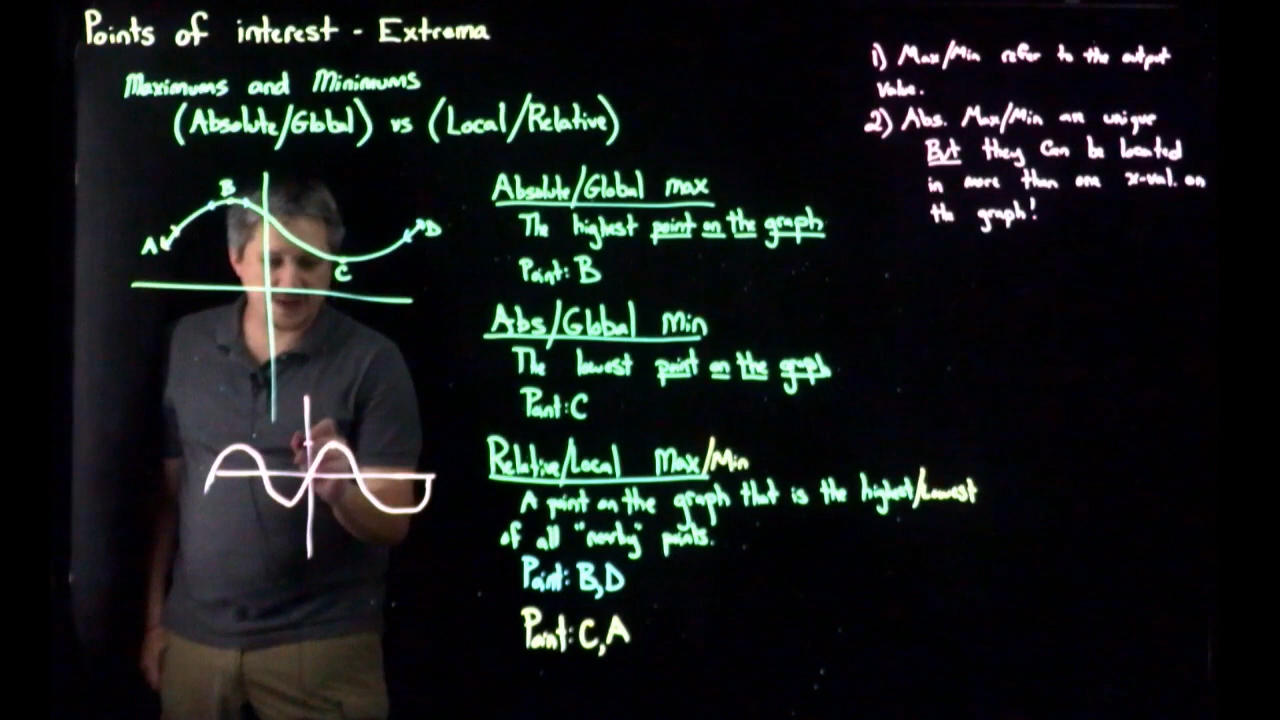 Points of interest - Extrema
Maximums and Minimums
(Absolute/Global) vs (Local/Relative)
A
B
C
D
Absolute/Global max
The highest point on the graph
Point: B
Abs/Global Min
The lowest point on the graph
Point: C
Relative/Local Max/Min
A point on the graph that is the highest/Lowest
of all "nearby" points.
Point: B,D
Point: C,A
1) Max/Min refer to the output
Value.
2) Abs. Max/Min are unique
But they can be located
in more than one x-val. on
the graph!